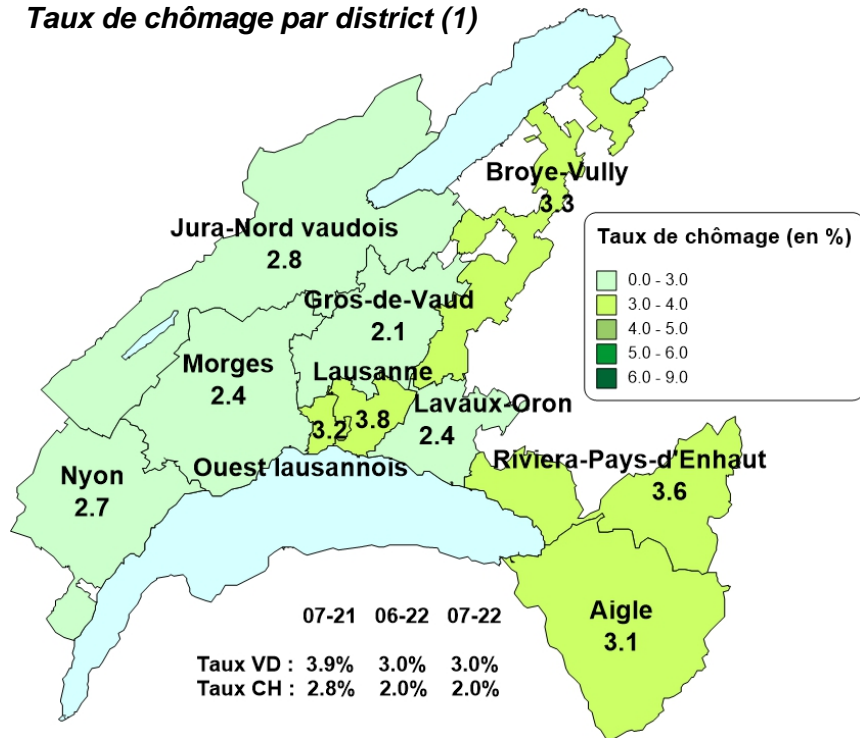 Taux de chômage par district (1)
Broye-Vully
3.3
Jura-Nord vaudois
2.8
Taux de chômage (en %)
0.0 - 3.0
3.0 - 4.0
4.0 - 5.0
5.0 - 6.0
6.0 - 9.0
Gros-de-Vaud
2.1
Morges
2.4
Lausanne
3.8
Lavaux-Oron
2.4
3.2
Ouest lausannois
Riviera-Pays-d'Enhaut
3.6
Nyon
2.7
Aigle
3.1
07-21 06-22 07-22
Taux VD : 3.9% 3.0% 3.0%
Taux CH : 2.8% 2.0% 2.0%